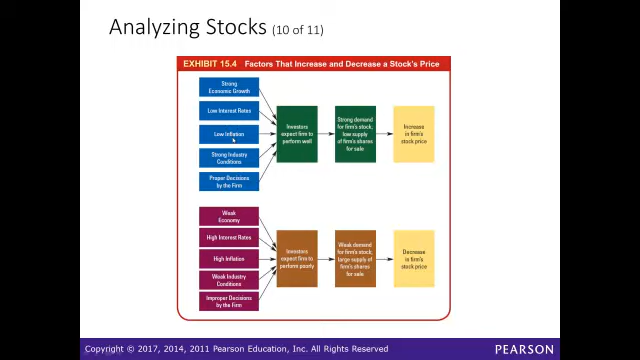 Analyzing Stocks (10 of 11)
EXHIBIT 15.4 Factors That Increase and Decrease a Stock's Price
Strong
Economic Growth
Low Interest Rates
Low Inflation
Strong Industry
Conditions
Proper Decisions
by the Firm
Investors
expect firm to
perform well
Strong demand
for firm's stock,
low supply
of firm's shares
for sale
Increase
in firm's
stock price
Weak
Economy
High Interest Rates
High Inflation
Weak Industry
Conditions
Improper Decisions
by the Firm
Investors
expect firm to
perform poorly
Weak demand
for firm's stock,
large supply of
firm's shares
for sale
Decrease
in firm's
stock price
Copyright © 2017, 2014, 2011 Pearson Education, Inc. All Rights Reserved
PEARSON